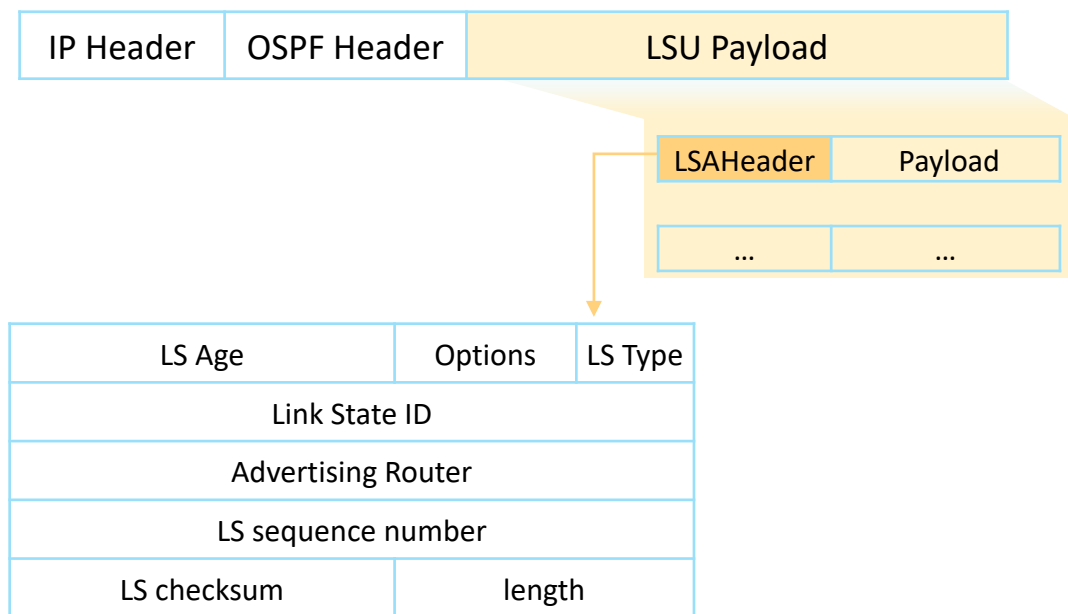 IP Header OSPF Header LSU Payload
LSAHeader Payload
... ...
LS Age Options LS Type
Link State ID
Advertising Router
LS sequence number
LS checksum length